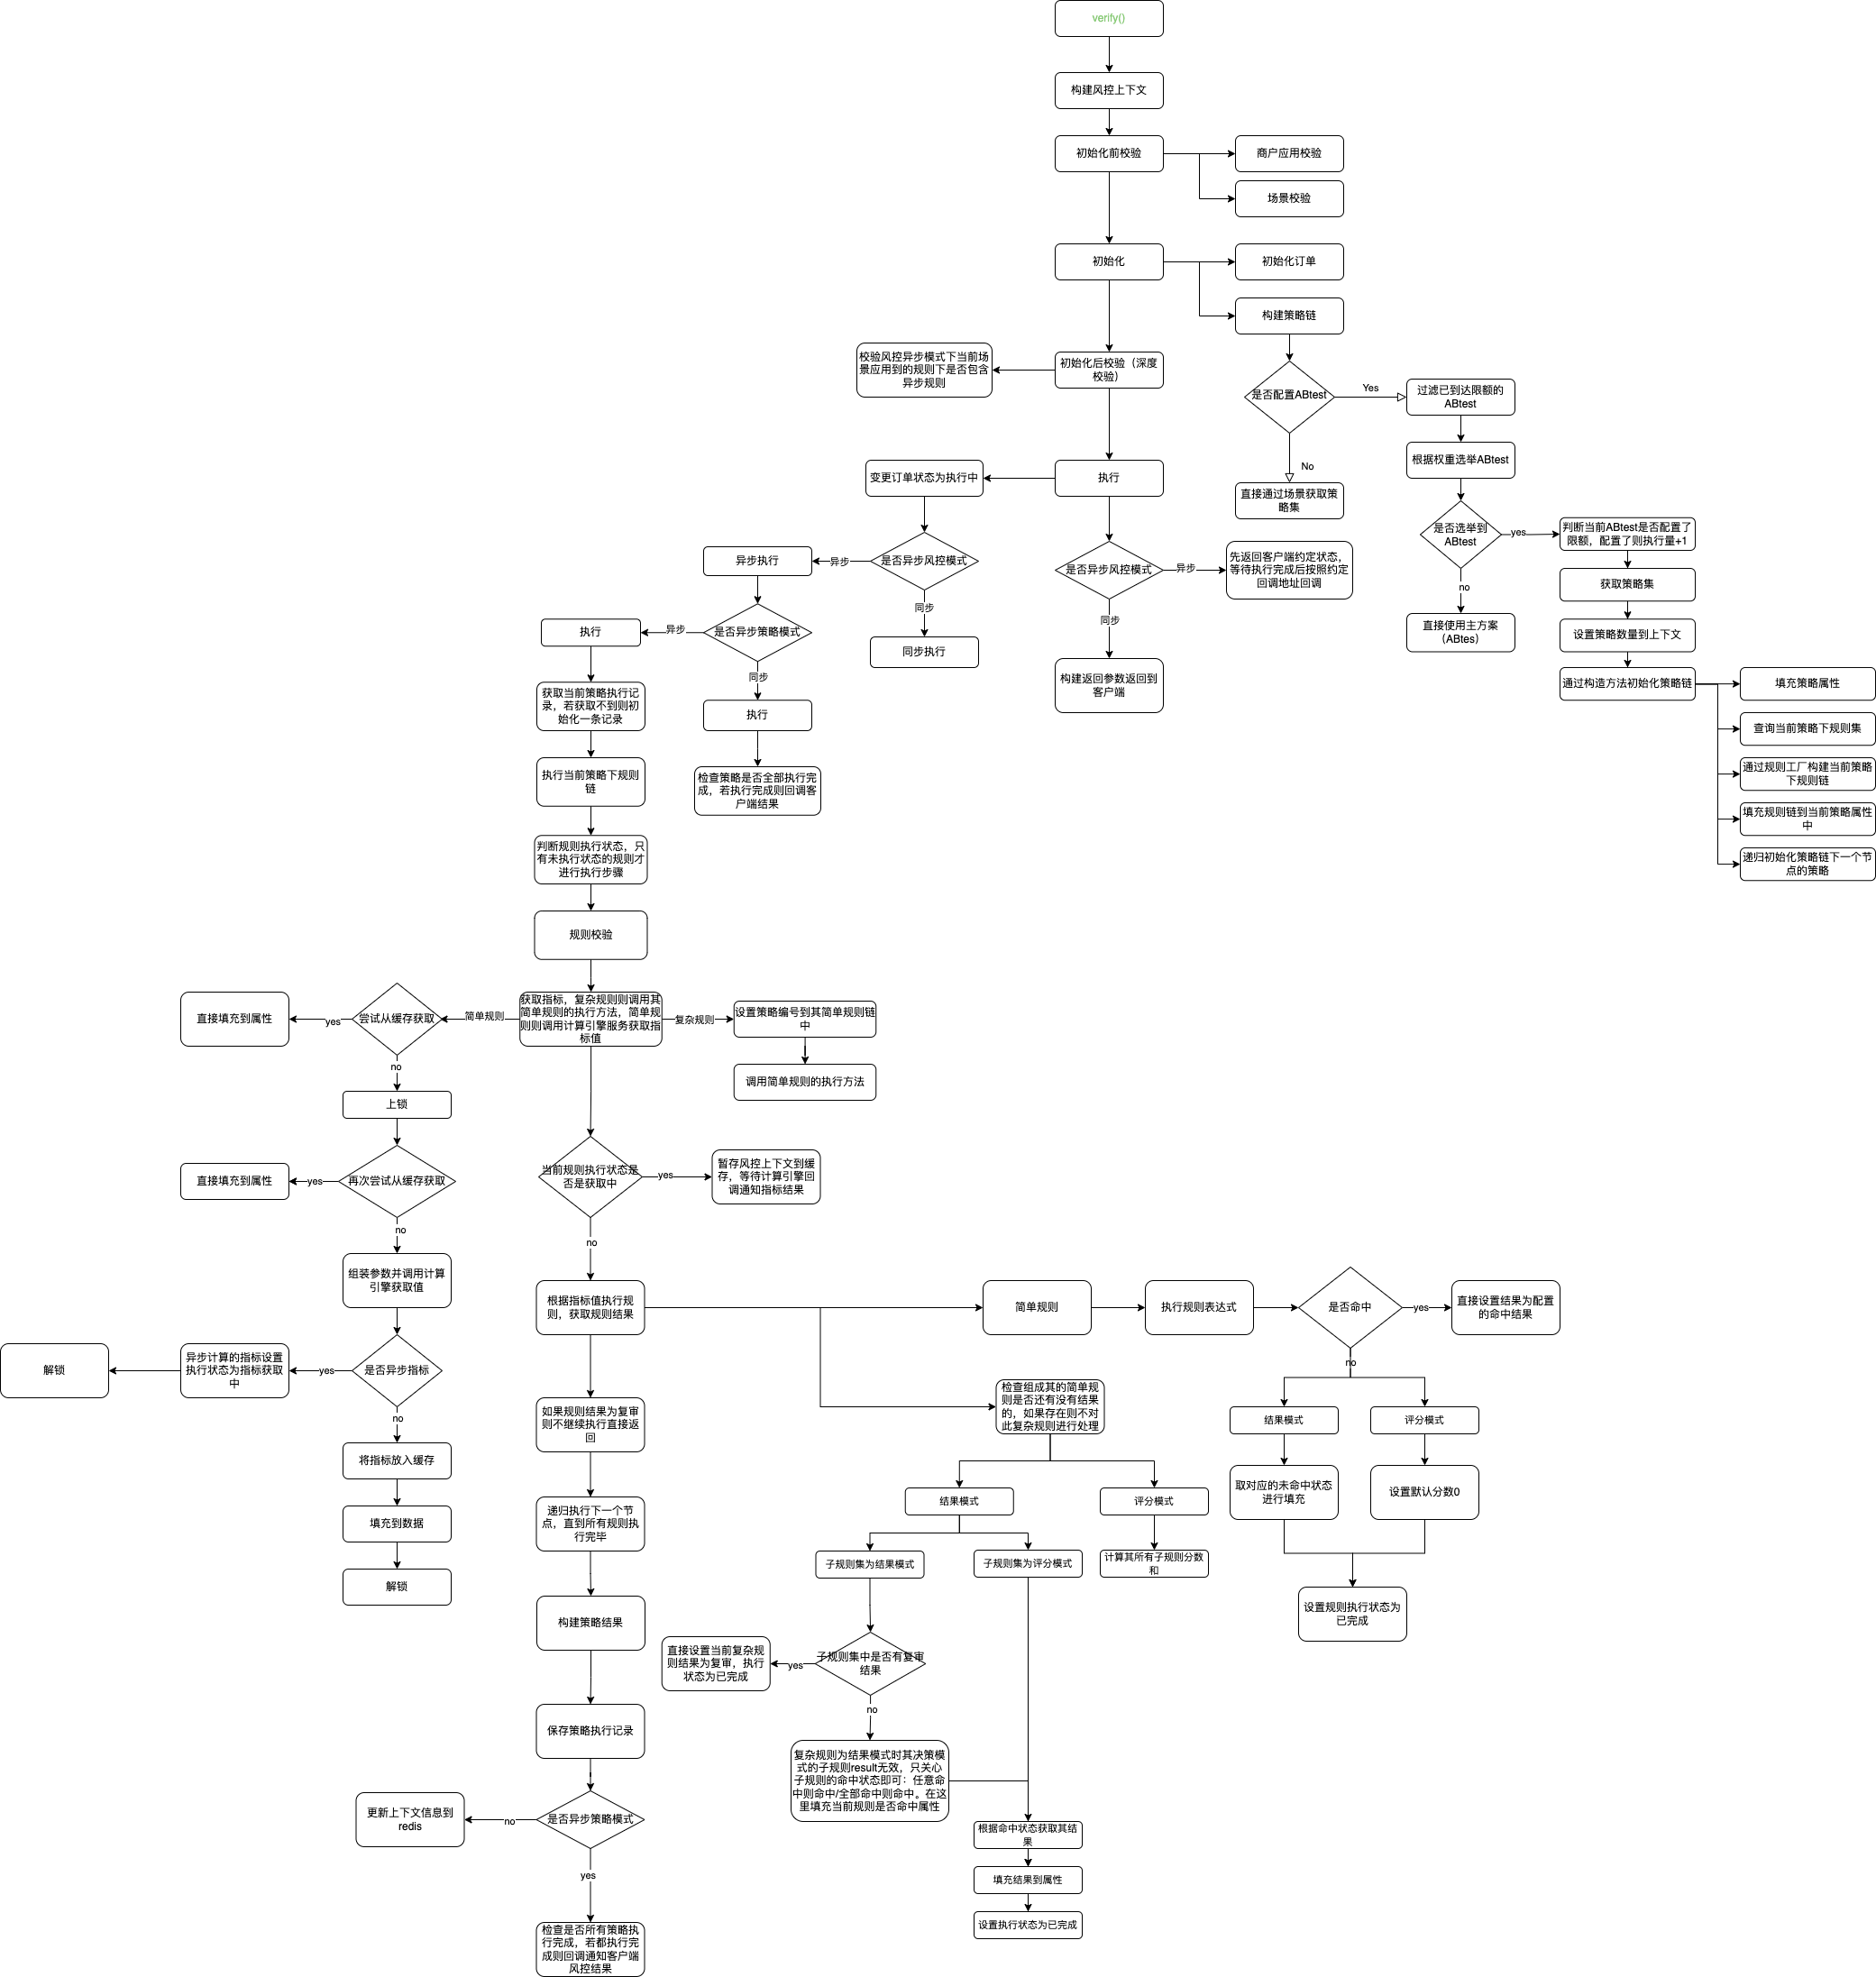 verify()
构建风控上下文
初始化前校验
商户应用校验
场景校验
初始化
初始化订单
构建策略链
初始化后校验（深度
校验）
校验风控异步模式下当前场
景应用到的规则下是否包含
异步规则
是否配置ABtest
Yes
过滤已到达限额的
ABtest
No
直接通过场景获取策
略集
根据权重选举ABtest
是否选举到
ABtest
yes
判断当前ABtest是否配置了
限额，配置了则执行量+1
no
直接使用主方案
（ABtes）
获取策略集
设置策略数量到上下文
通过构造方法初始化策略链
填充策略属性
查询当前策略下规则集
通过规则工厂构建当前策略
下规则链
填充规则链到当前策略属性
中
递归初始化策略链下一个节
点的策略
执行
变更订单状态为执行中
是否异步风控模式
异步
先返回客户端约定状态，
等待执行完成后按照约定
回调地址回调
同步
构建返回参数返回到
客户端
是否异步风控模式
异步
异步执行
同步
同步执行
是否异步策略模式
异步
执行
同步
执行
检查策略是否全部执行完
成，若执行完成则回调客
户端结果
获取当前策略执行记
录，若获取不到则初
始化一条记录
执行当前策略下规则
链
判断规则执行状态，只
有未执行状态的规则才
进行执行步骤
规则校验
获取指标，复杂规则则调用其
简单规则的执行方法，简单规
则则调用计算引擎服务获取指
标值
简单规则
尝试从缓存获取
yes
直接填充到属性
复杂规则
设置策略编号到其简单规则链
中
调用简单规则的执行方法
no
上锁
再次尝试从缓存获取
yes
直接填充到属性
no
组装参数并调用计算
引擎获取值
是否异步指标
yes
异步计算的指标设置
执行状态为指标获取
中
解锁
no
将指标放入缓存
填充到数据
解锁
当前规则执行状态是
否是获取中
yes
暂存风控上下文到缓
存，等待计算引擎回
调通知指标结果
no
根据指标值执行规
则，获取规则结果
简单规则
执行规则表达式
是否命中
yes
直接设置结果为配置
的命中结果
no
结果模式
评分模式
取对应的未命中状态
进行填充
设置默认分数0
设置规则执行状态为
已完成
检查组成其的简单规
则是否还有没有结果
的，如果存在则不对
此复杂规则进行处理
结果模式
评分模式
子规则集为结果模式
子规则集为评分模式
计算其所有子规则分数
和
子规则集中是否有复审
结果
yes
直接设置当前复杂规
则结果为复审，执行
状态为已完成
no
复杂规则为结果模式时其决策模
式的子规则result无效，只关心
子规则的命中状态即可：任意命
中则命中/全部命中则命中。在这
里填充当前规则是否命中属性
根据命中状态获取其结
果
填充结果到属性
设置执行状态为已完成
如果规则结果为复审
则不继续执行直接返
回
递归执行下一个节
点，直到所有规则执
行完毕
构建策略结果
保存策略执行记录
是否异步策略模式
no
更新上下文信息到
redis
yes
检查是否所有策略执
行完成，若都执行完
成则回调通知客户端
风控结果